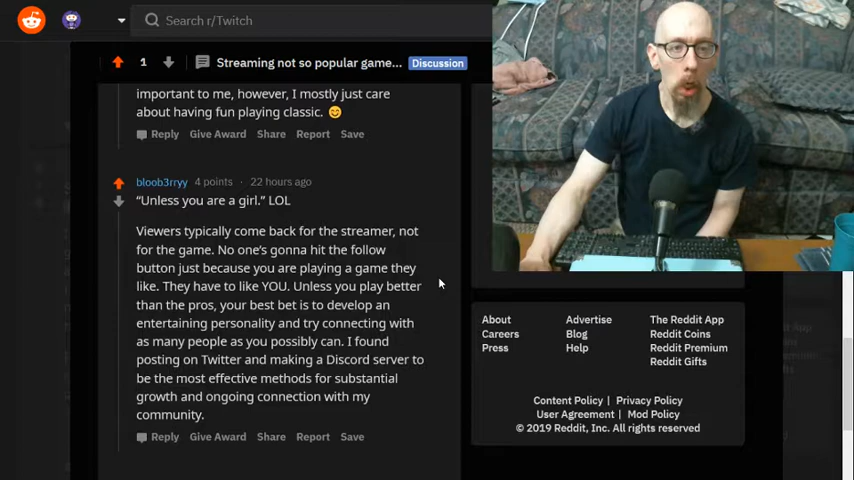 Search r/Twitch
1 Streaming not so popular game... Discussion
important to me, however, I mostly just care
about having fun playing classic. 😊
Reply Give Award Share Report Save
bloob3rryy 4 points · 22 hours ago
“Unless you are a girl.” LOL
Viewers typically come back for the streamer, not
for the game. No one's gonna hit the follow
button just because you are playing a game they
like. They have to like YOU. Unless you play better
than the pros, your best bet is to develop an
entertaining personality and try connecting with
as many people as you possibly can. I found
posting on Twitter and making a Discord server to
be the most effective methods for substantial
growth and ongoing connection with my
community.
Reply Give Award Share Report Save
About Advertise The Reddit App
Careers Blog Reddit Coins
Press Help Reddit Premium
Reddit Gifts
Content Policy | Privacy Policy
User Agreement | Mod Policy
© 2019 Reddit, Inc. All rights reserved